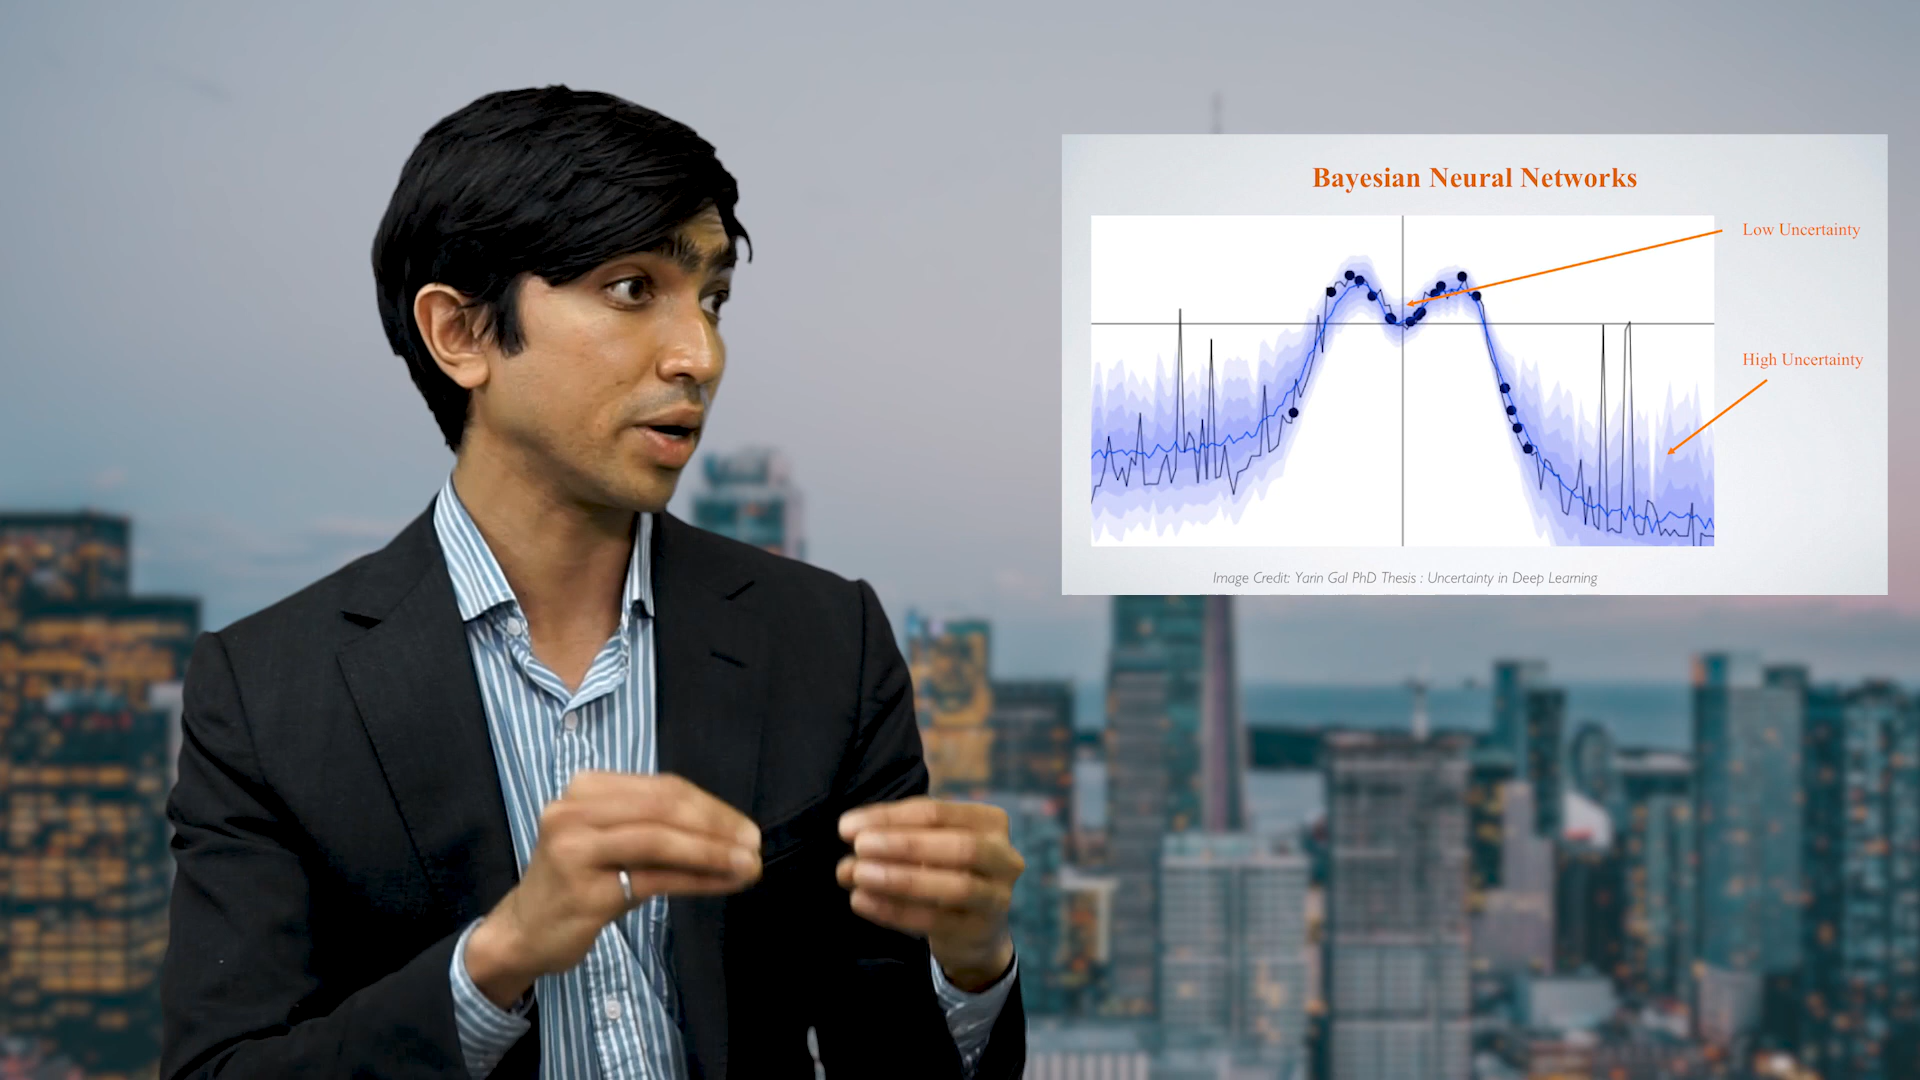 Bayesian Neural Networks
Low Uncertainty
High Uncertainty
Image Credit: Yarin Gal PhD Thesis : Uncertainty in Deep Learning